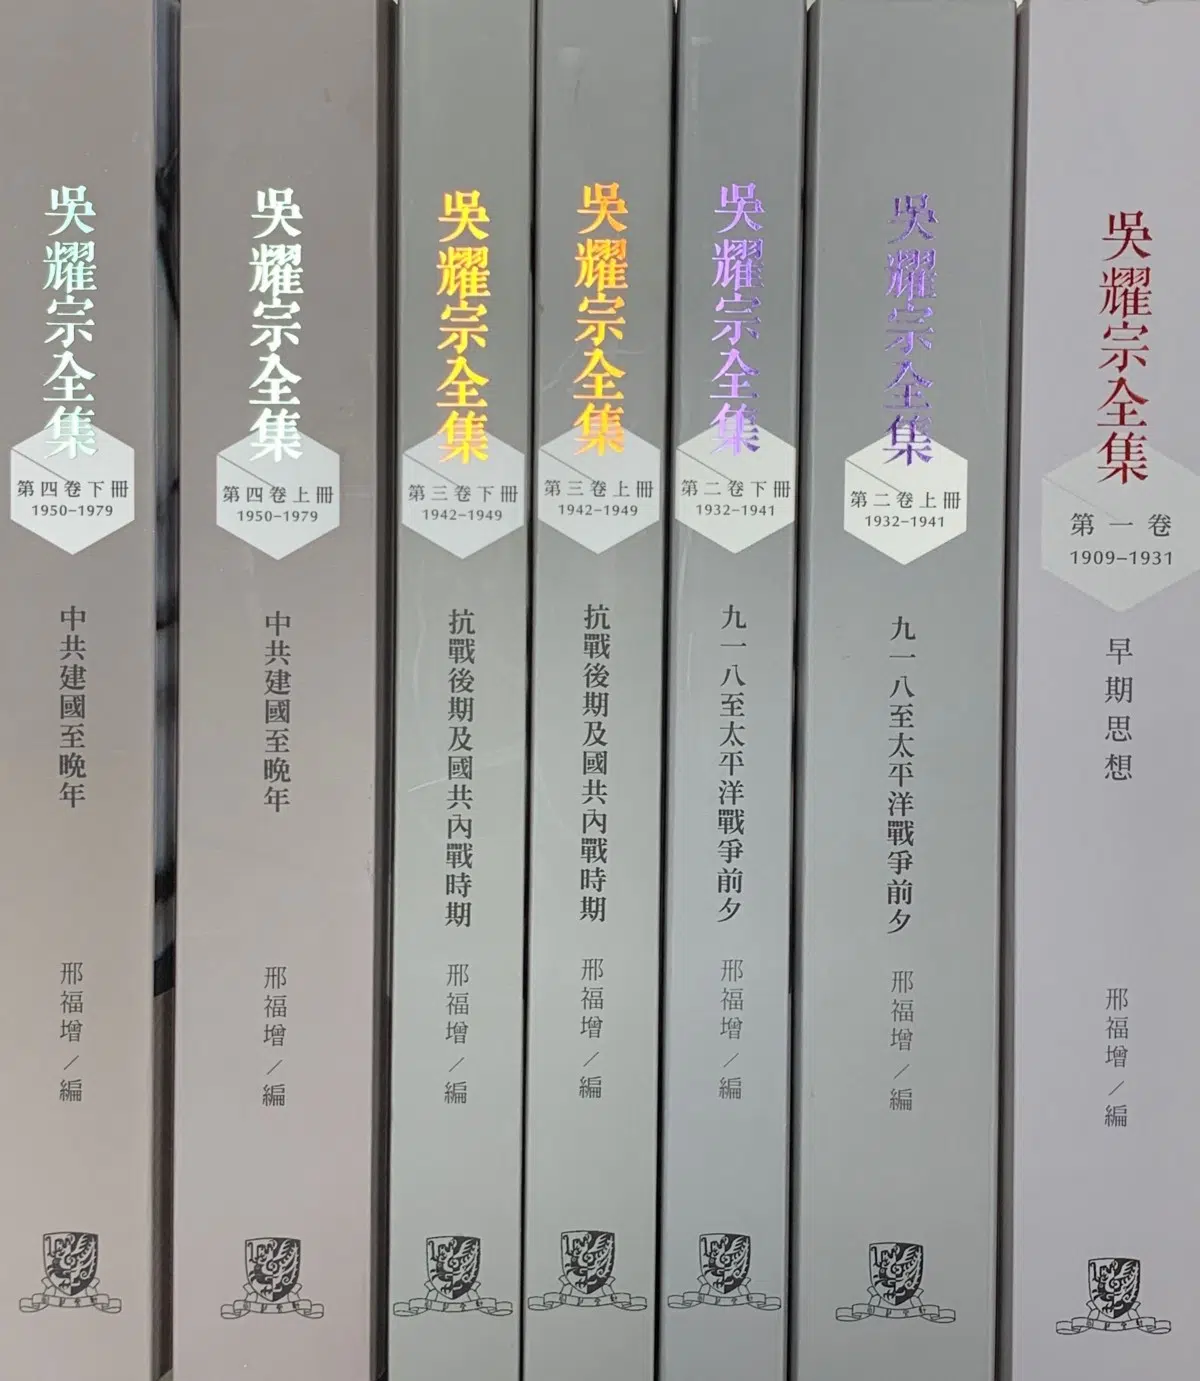 吳耀宗全集
第四卷下冊
1950–1979
中共建國至晚年
邢福增／編
吳耀宗全集
第四卷上冊
1950–1979
中共建國至晚年
邢福增／編
吳耀宗全集
第三卷下冊
1942–1949
抗戰後期及國共內戰時期
邢福增／編
吳耀宗全集
第三卷上冊
1942–1949
抗戰後期及國共內戰時期
邢福增／編
吳耀宗全集
第二卷下冊
1932–1941
九一八至太平洋戰爭前夕
邢福增／編
吳耀宗全集
第二卷上冊
1932–1941
九一八至太平洋戰爭前夕
邢福增／編
吳耀宗全集
第一卷
1909–1931
早期思想
邢福增／編